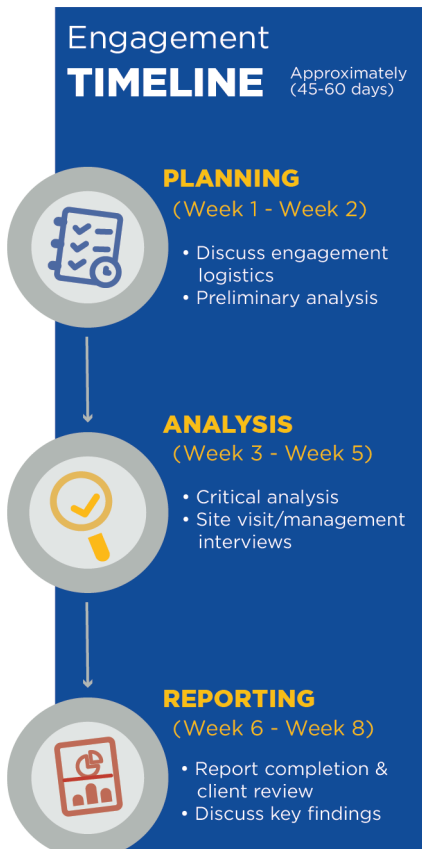 Engagement
TIMELINE
Approximately
(45-60 days)
PLANNING
(Week 1 - Week 2)
• Discuss engagement
logistics
• Preliminary analysis
ANALYSIS
(Week 3 - Week 5)
• Critical analysis
• Site visit/management
interviews
REPORTING
(Week 6 - Week 8)
• Report completion &
client review
• Discuss key findings